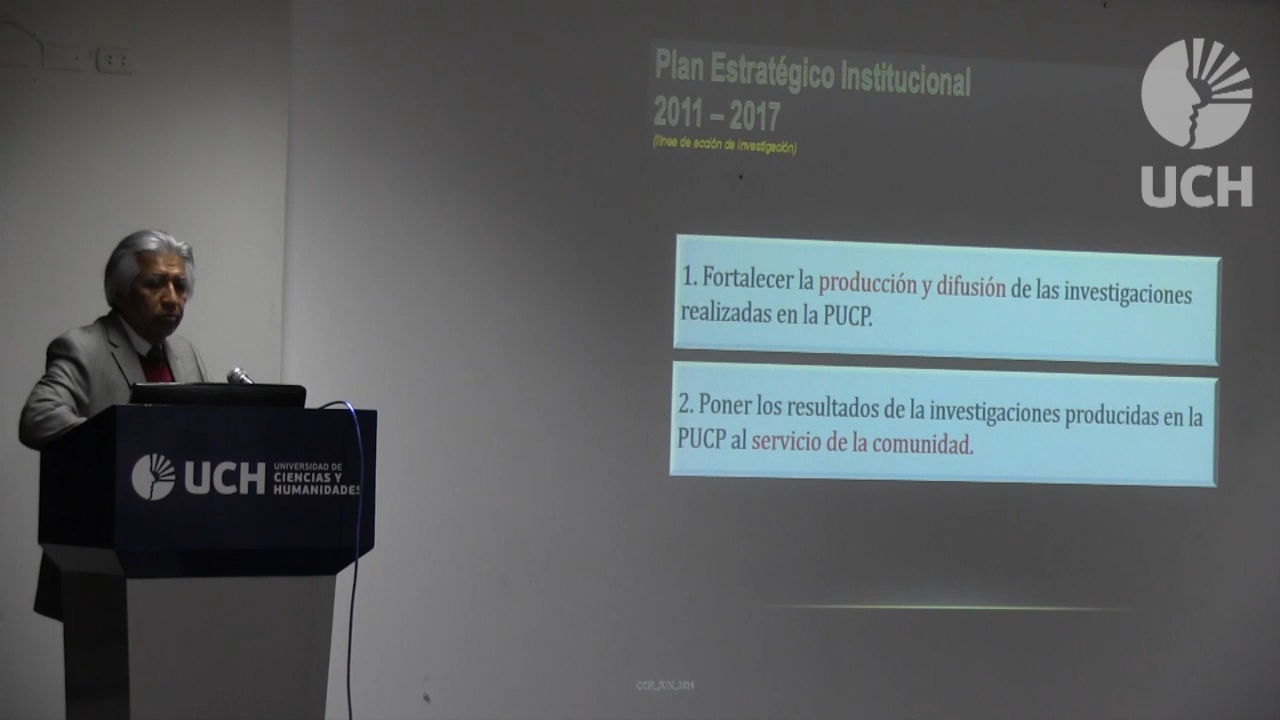 Plan Estratégico Institucional
2011 – 2017
(línea de acción de investigación)
UCH
1. Fortalecer la producción y difusión de las investigaciones
realizadas en la PUCP.
2. Poner los resultados de la investigaciones producidas en la
PUCP al servicio de la comunidad.
UCH
UNIVERSIDAD DE
CIENCIAS Y
HUMANIDADES